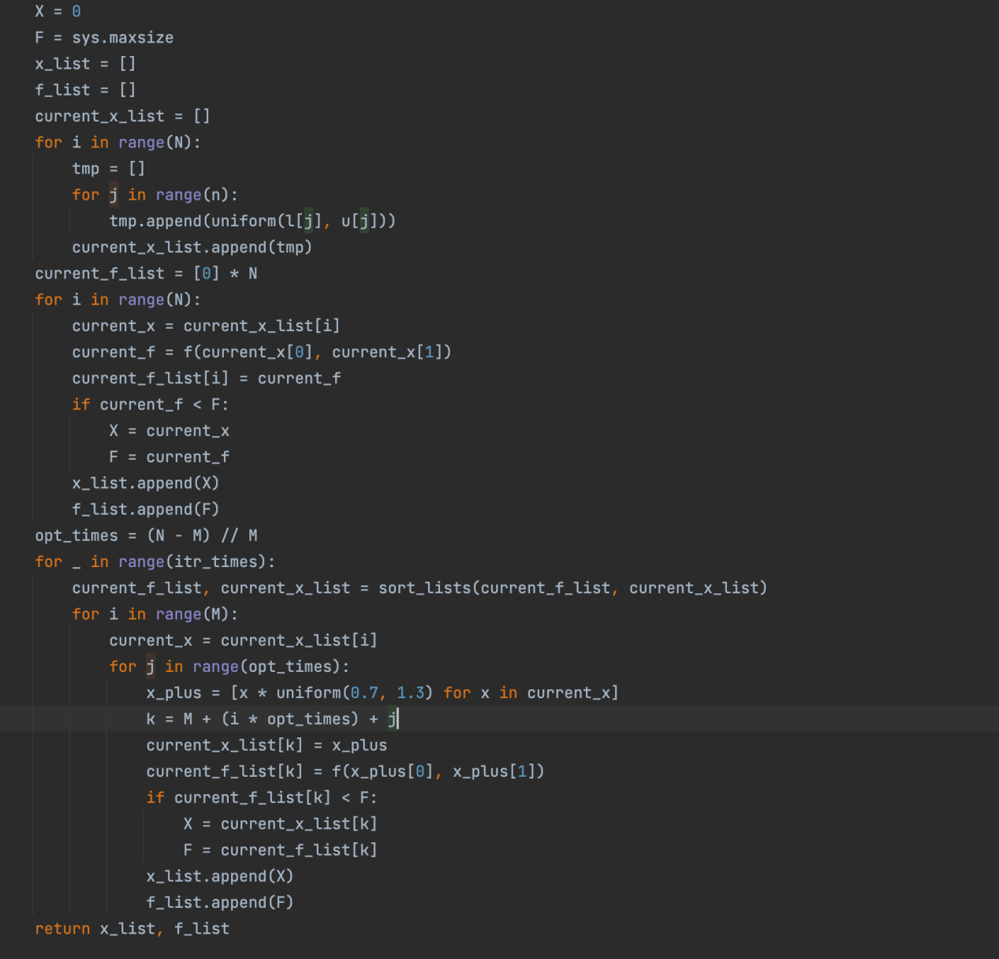 X = 0
F = sys.maxsize
x_list = []
f_list = []
current_x_list = []
for i in range(N):
    tmp = []
    for j in range(n):
        tmp.append(uniform(l[j], u[j]))
    current_x_list.append(tmp)
current_f_list = [0] * N
for i in range(N):
    current_x = current_x_list[i]
    current_f = f(current_x[0], current_x[1])
    current_f_list[i] = current_f
    if current_f < F:
        X = current_x
        F = current_f
    x_list.append(X)
    f_list.append(F)
opt_times = (N - M) // M
for _ in range(itr_times):
    current_f_list, current_x_list = sort_lists(current_f_list, current_x_list)
    for i in range(M):
        current_x = current_x_list[i]
        for j in range(opt_times):
            x_plus = [x * uniform(0.7, 1.3) for x in current_x]
            k = M + (i * opt_times) + j
            current_x_list[k] = x_plus
            current_f_list[k] = f(x_plus[0], x_plus[1])
            if current_f_list[k] < F:
                X = current_x_list[k]
                F = current_f_list[k]
            x_list.append(X)
            f_list.append(F)
return x_list, f_list